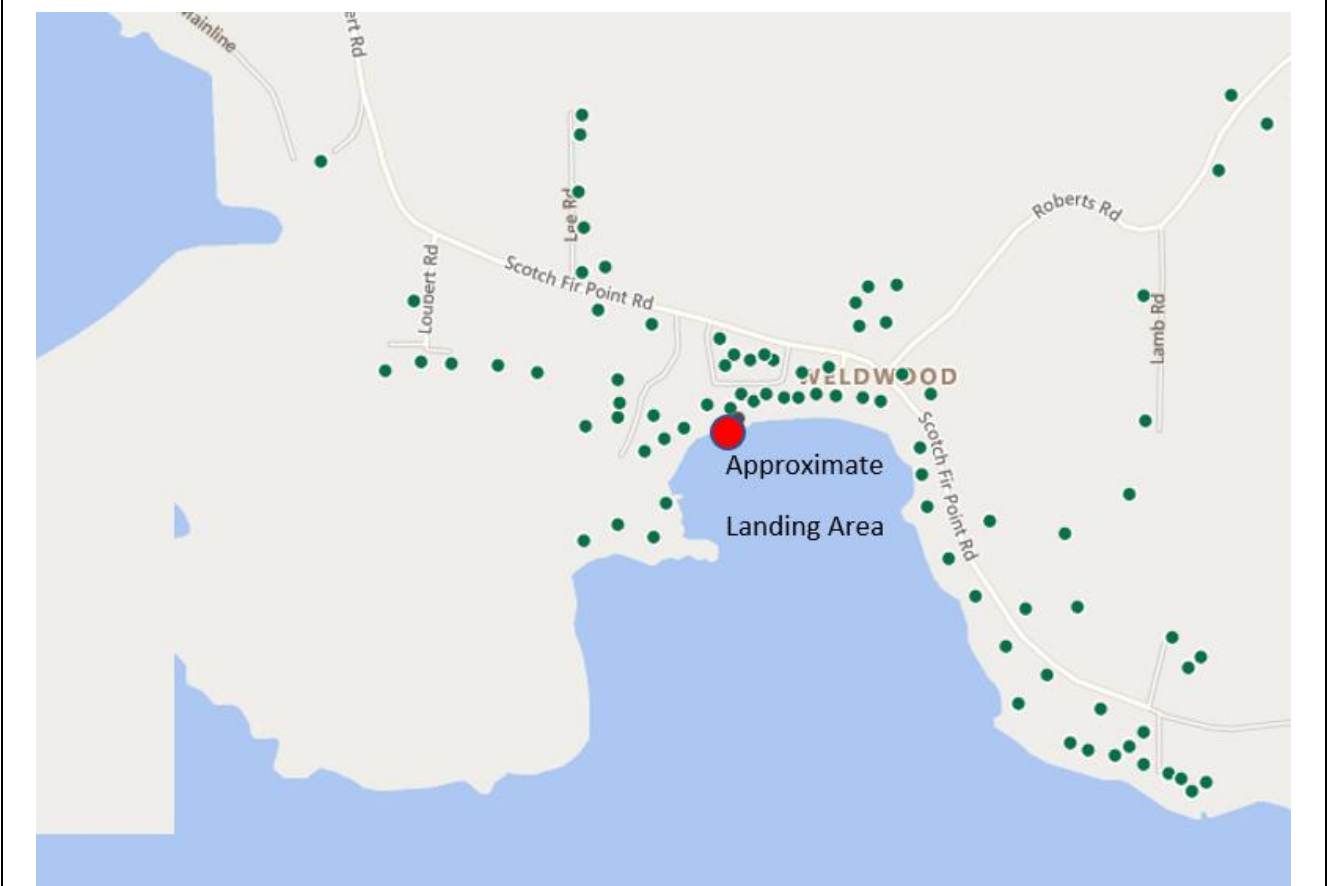 Mainline
ert Rd
Lee Rd
Roberts Rd
Scotch Fir Point Rd
Loubert Rd
Lamb Rd
WELDWOOD
Scotch Fir Point Rd
Approximate
Landing Area